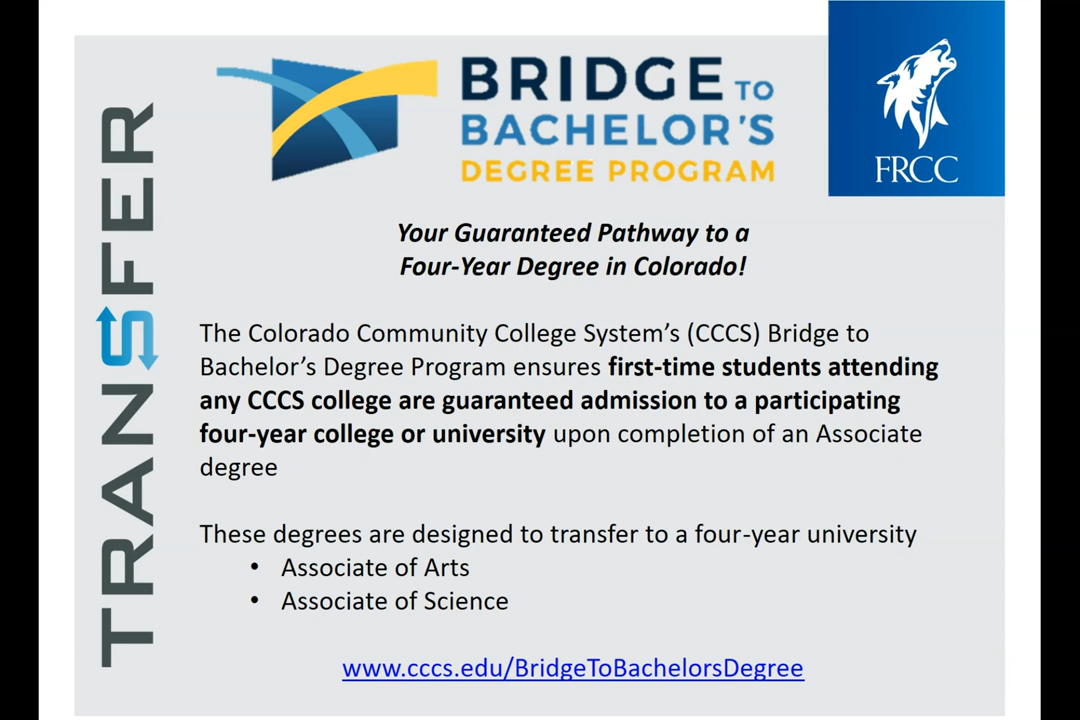 TRANSFER
BRIDGE TO
BACHELOR'S
DEGREE PROGRAM
FRCC
Your Guaranteed Pathway to a
Four-Year Degree in Colorado!
The Colorado Community College System's (CCCS) Bridge to
Bachelor's Degree Program ensures first-time students attending
any CCCS college are guaranteed admission to a participating
four-year college or university upon completion of an Associate
degree
These degrees are designed to transfer to a four-year university
• Associate of Arts
• Associate of Science
www.cccs.edu/BridgeToBachelorsDegree